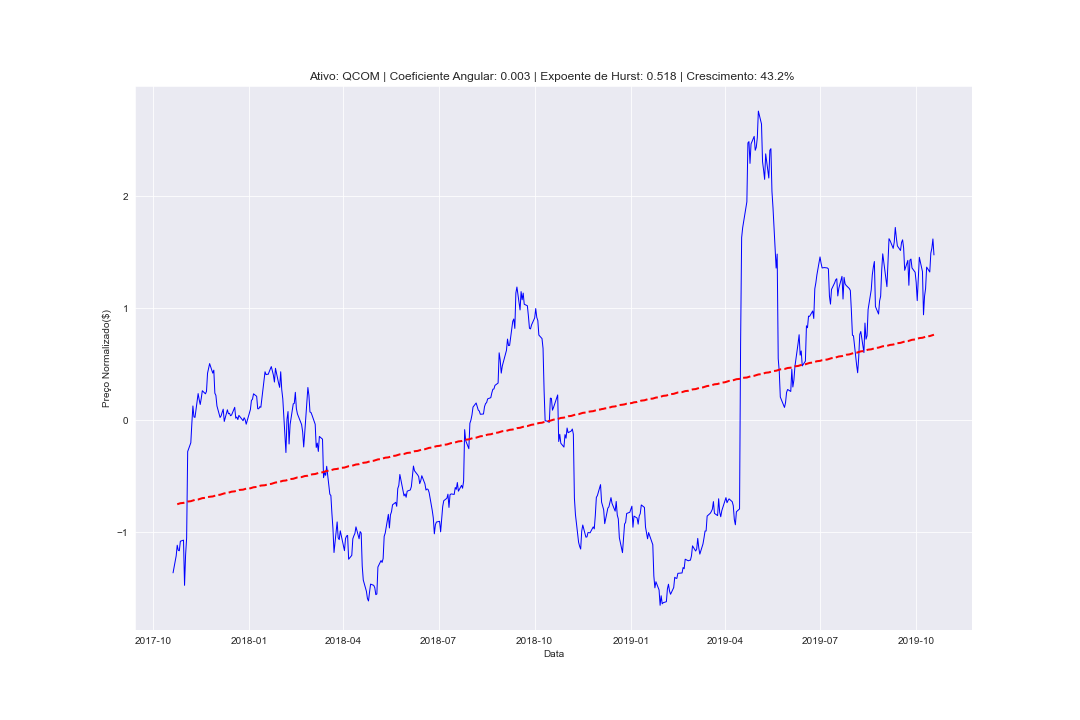 Ativo: QCOM | Coeficiente Angular: 0.003 | Expoente de Hurst: 0.518 | Crescimento: 43.2%
Preço Normalizado($)
2
1
0
−1
2017-10 2018-01 2018-04 2018-07 2018-10 2019-01 2019-04 2019-07 2019-10
Data